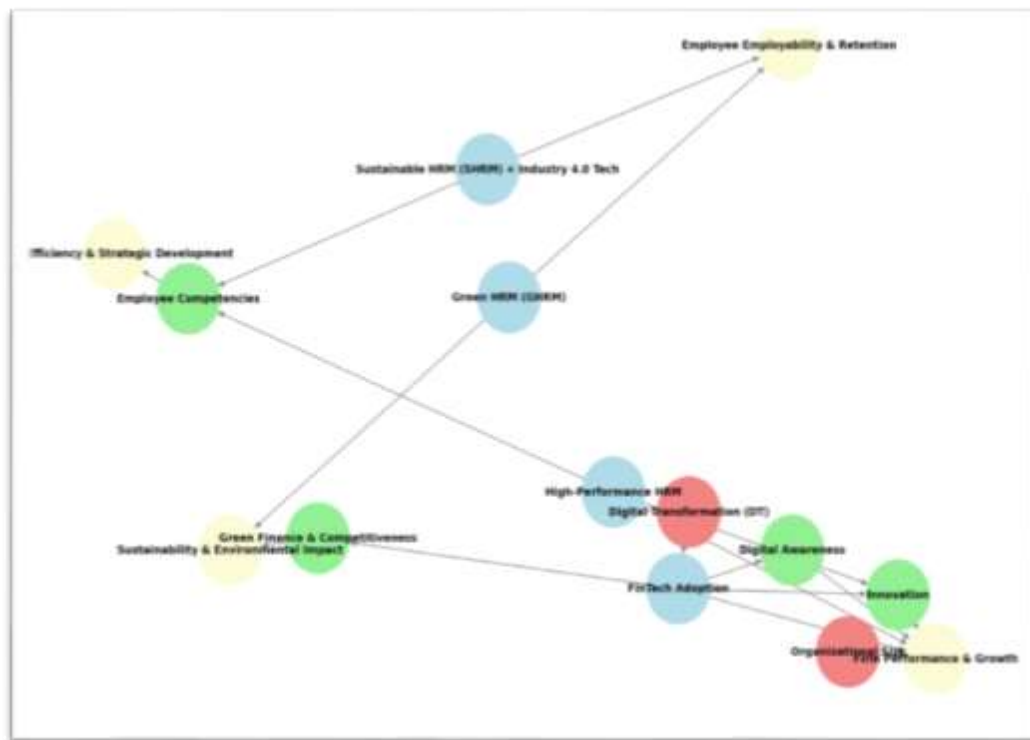 Employee Employability & Retention
Sustainable HRM (SHRM) + Industry 4.0 Tech
fficiency & Strategic Development
Employee Competencies
Green HRM (GHRM)
High-Performance HRM
Digital Transformation (DT)
Green Finance & Competitiveness
Sustainability & Environmental Impact
Digital Awareness
FinTech Adoption
Innovation
Organizational Size
Performance & Growth